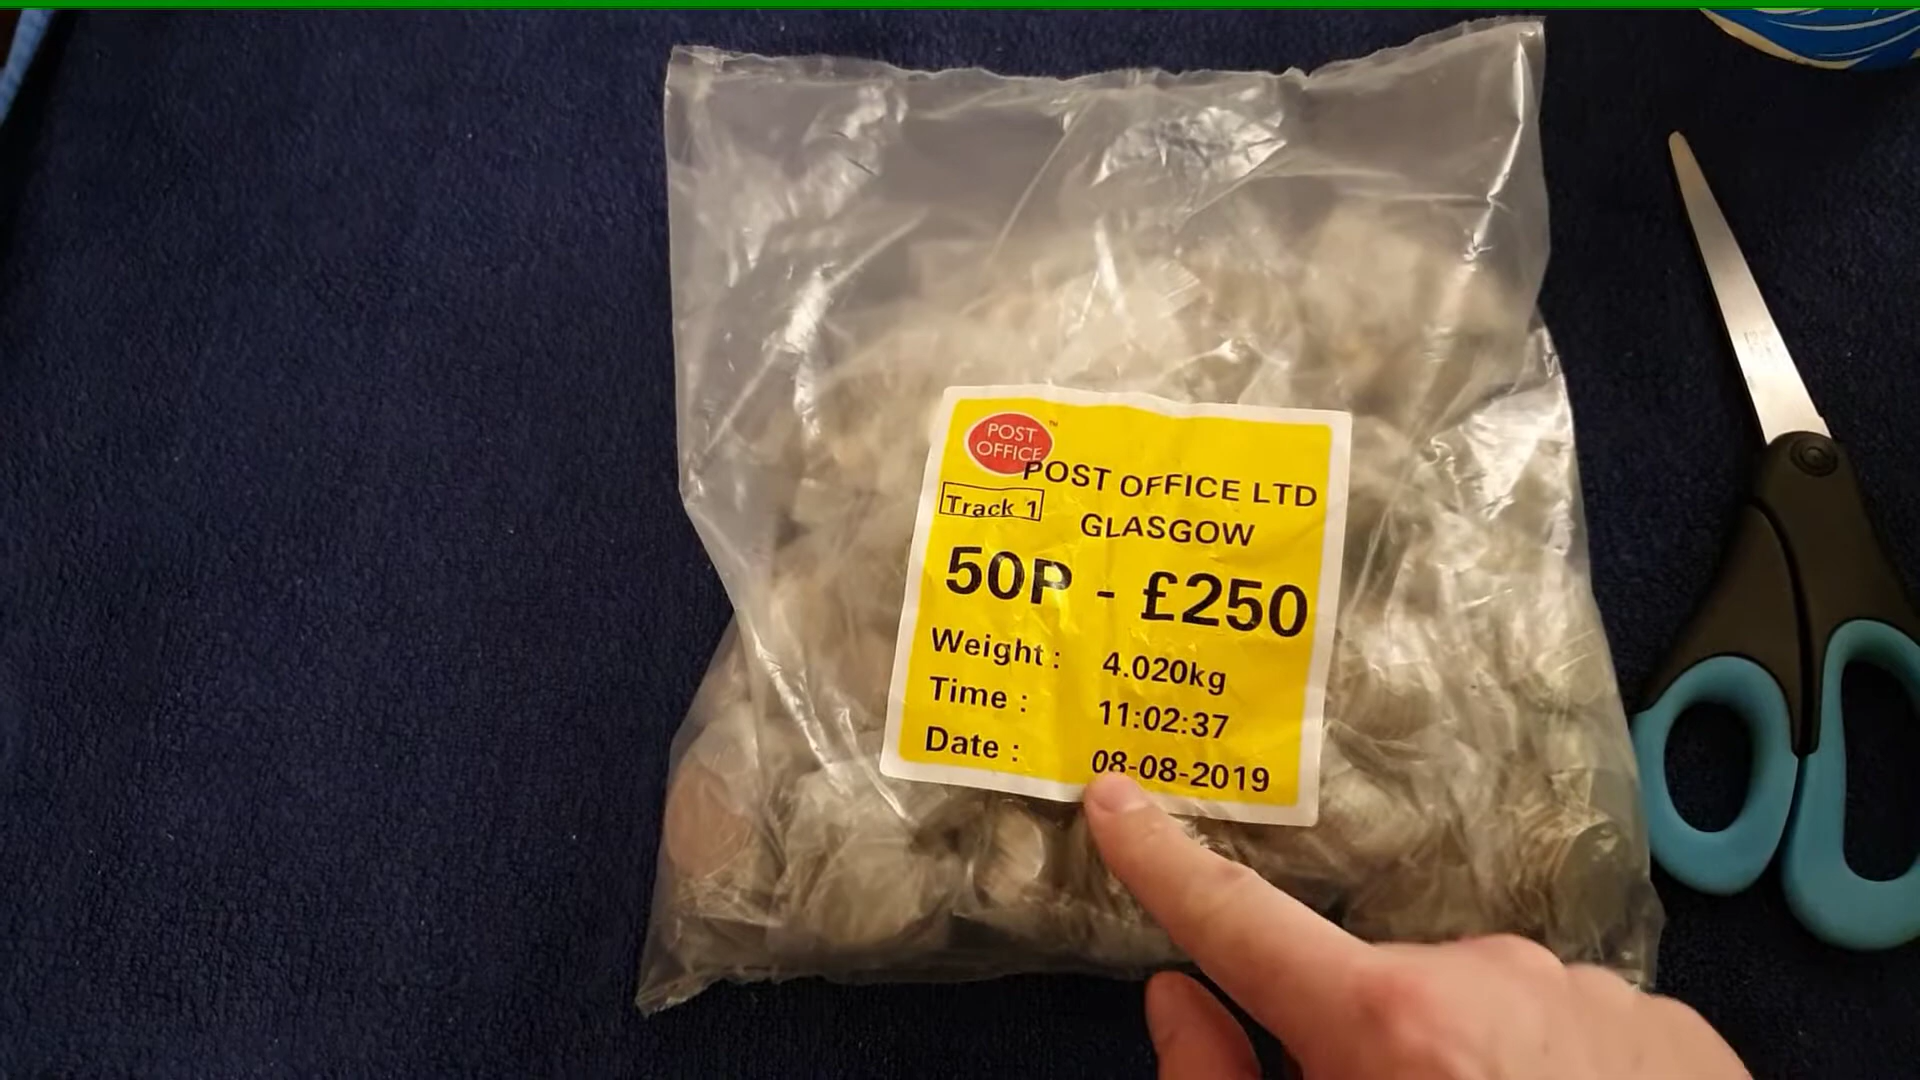 POST
OFFICE
TM
POST OFFICE LTD
Track 1
GLASGOW
50P - £250
Weight : 4.020kg
Time : 11:02:37
Date : 08-08-2019